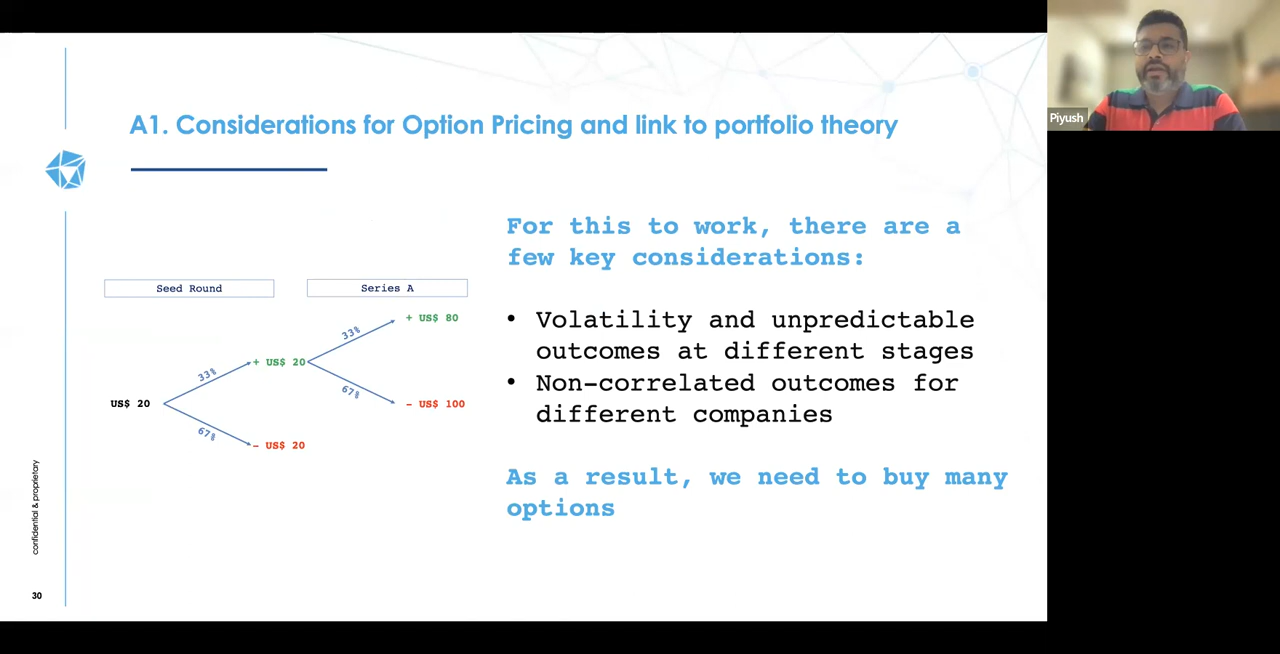 Piyush
A1. Considerations for Option Pricing and link to portfolio theory
For this to work, there are a
few key considerations:
Seed Round
Series A
+ US$ 80
33%
+ US$ 20
33%
67%
US$ 20
- US$ 100
67%
- US$ 20
• Volatility and unpredictable
outcomes at different stages
• Non-correlated outcomes for
different companies
As a result, we need to buy many
options
confidential & proprietary
30